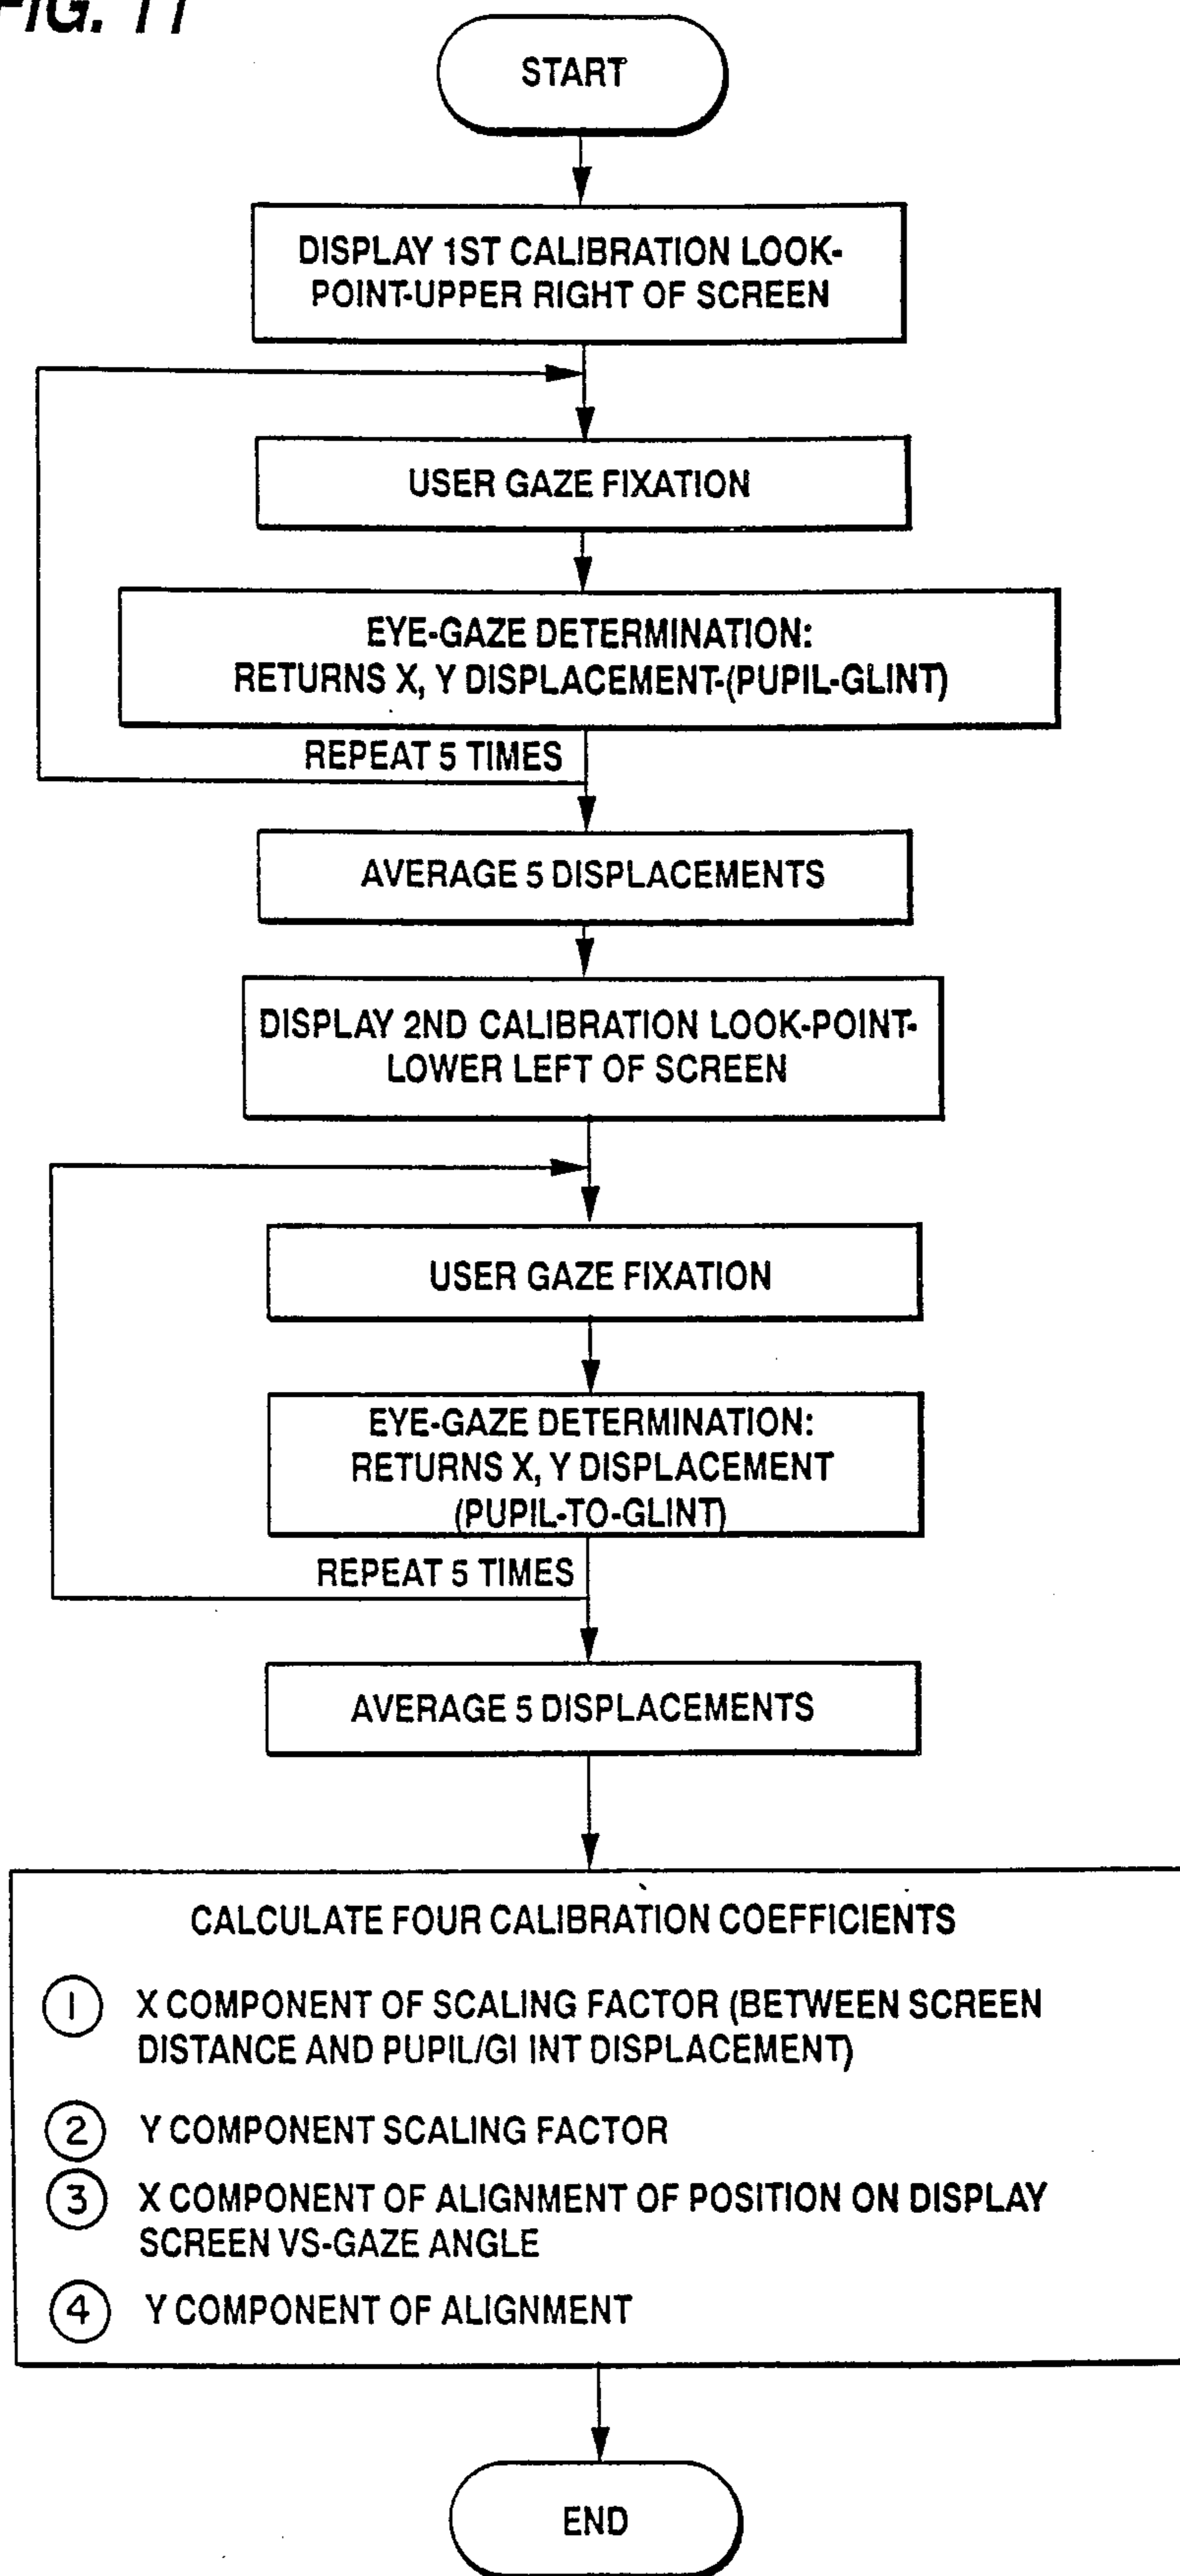 FIG. 11
START
DISPLAY 1ST CALIBRATION LOOK-
POINT-UPPER RIGHT OF SCREEN
USER GAZE FIXATION
EYE-GAZE DETERMINATION:
RETURNS X, Y DISPLACEMENT-(PUPIL-GLINT)
REPEAT 5 TIMES
AVERAGE 5 DISPLACEMENTS
DISPLAY 2ND CALIBRATION LOOK-POINT-
LOWER LEFT OF SCREEN
USER GAZE FIXATION
EYE-GAZE DETERMINATION:
RETURNS X, Y DISPLACEMENT
(PUPIL-TO-GLINT)
REPEAT 5 TIMES
AVERAGE 5 DISPLACEMENTS
CALCULATE FOUR CALIBRATION COEFFICIENTS
1 X COMPONENT OF SCALING FACTOR (BETWEEN SCREEN
DISTANCE AND PUPIL/GI INT DISPLACEMENT)
2 Y COMPONENT SCALING FACTOR
3 X COMPONENT OF ALIGNMENT OF POSITION ON DISPLAY
SCREEN VS-GAZE ANGLE
4 Y COMPONENT OF ALIGNMENT
END